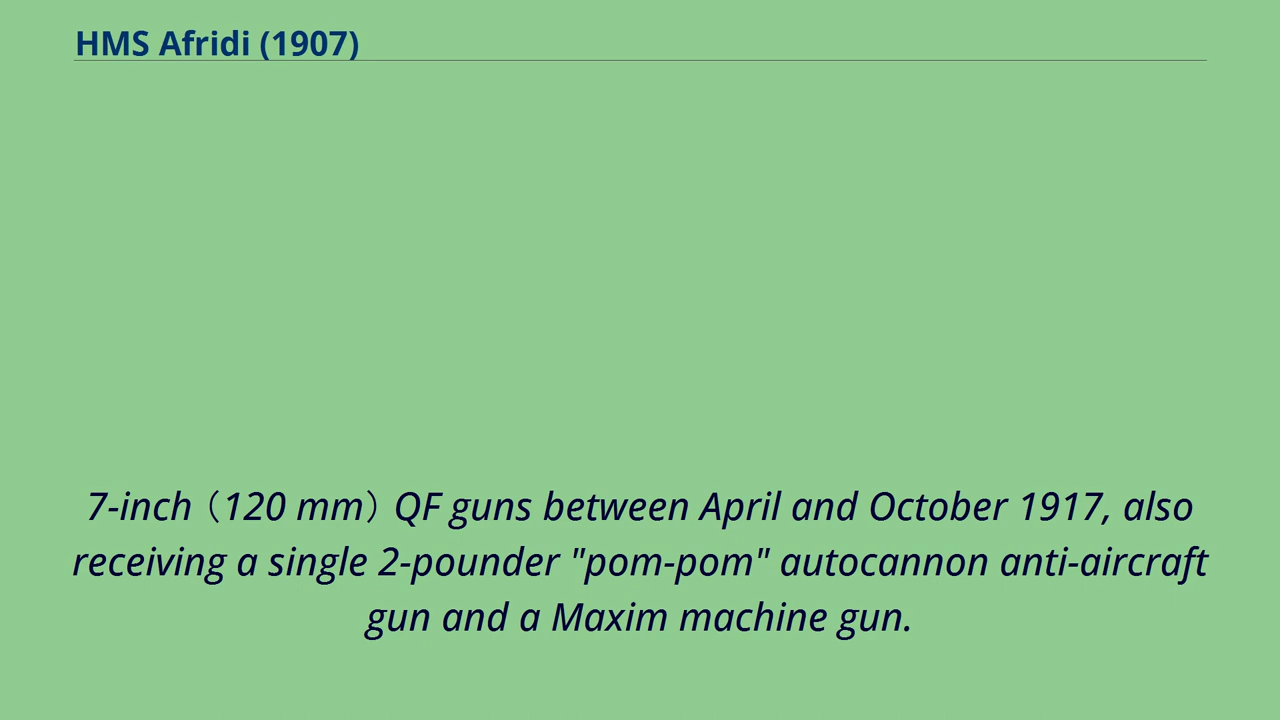 HMS Afridi (1907)
7-inch（120 mm）QF guns between April and October 1917, also
receiving a single 2-pounder "pom-pom" autocannon anti-aircraft
gun and a Maxim machine gun.